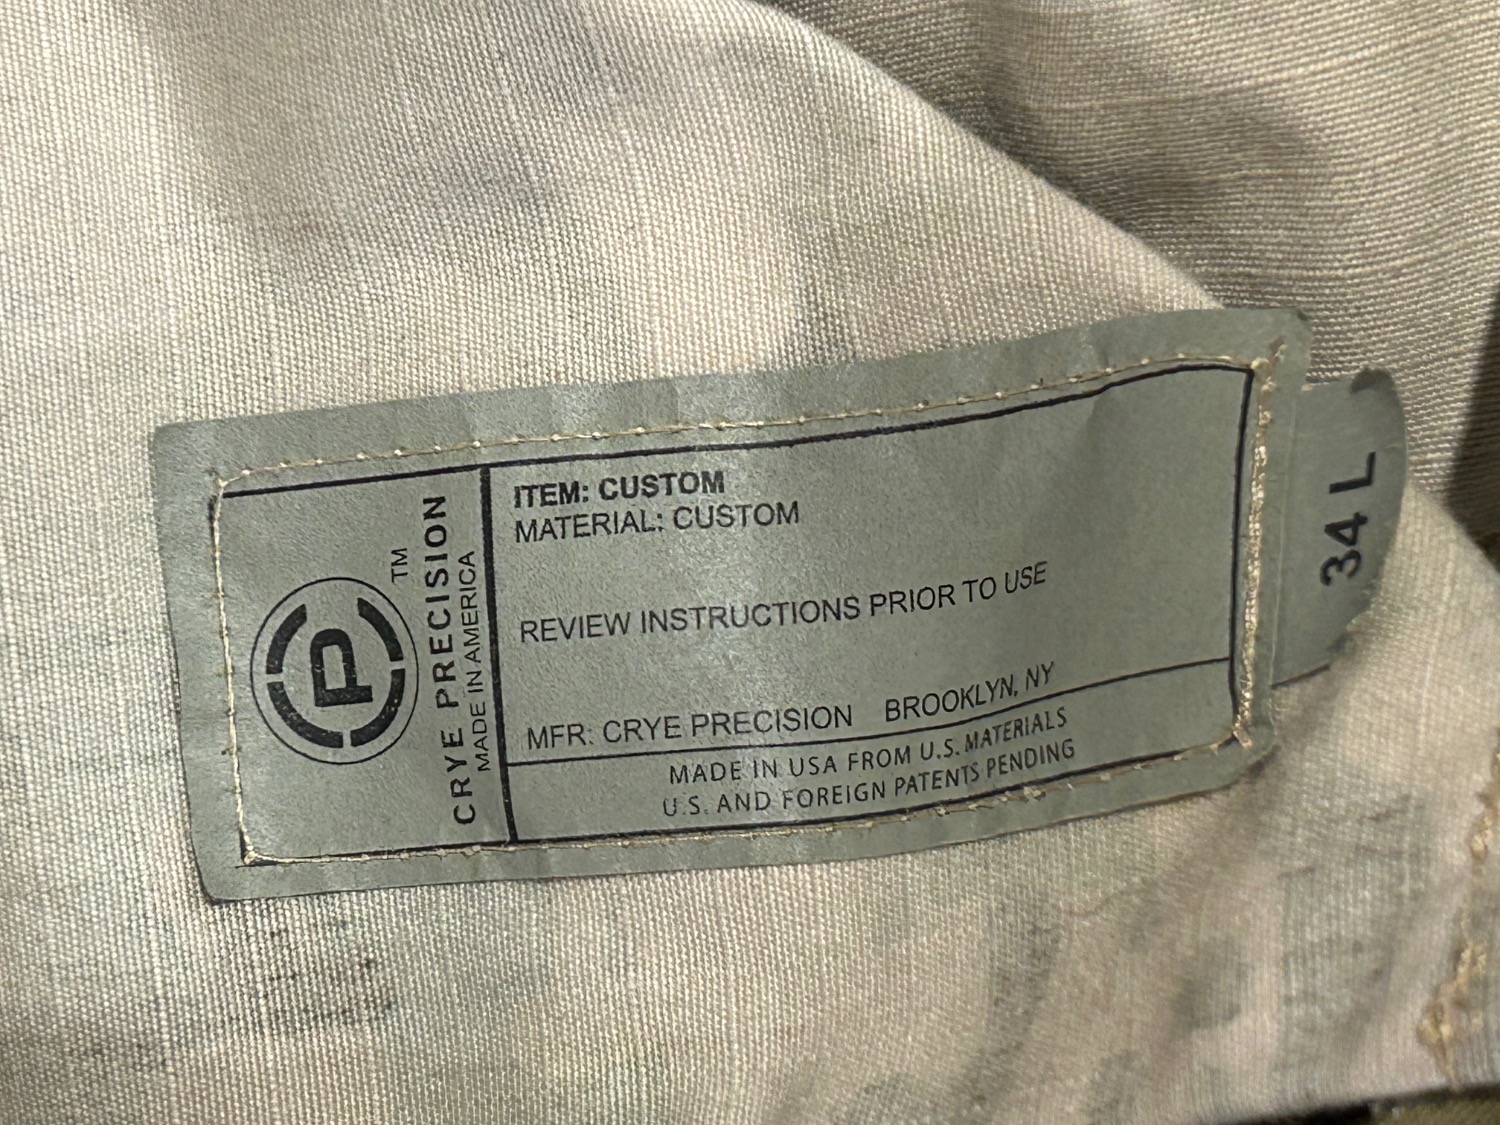 P
TM
CRYE PRECISION
MADE IN AMERICA
ITEM: CUSTOM
MATERIAL: CUSTOM
REVIEW INSTRUCTIONS PRIOR TO USE
MFR: CRYE PRECISION BROOKLYN, NY
MADE IN USA FROM U.S. MATERIALS
U.S. AND FOREIGN PATENTS PENDING
34 L